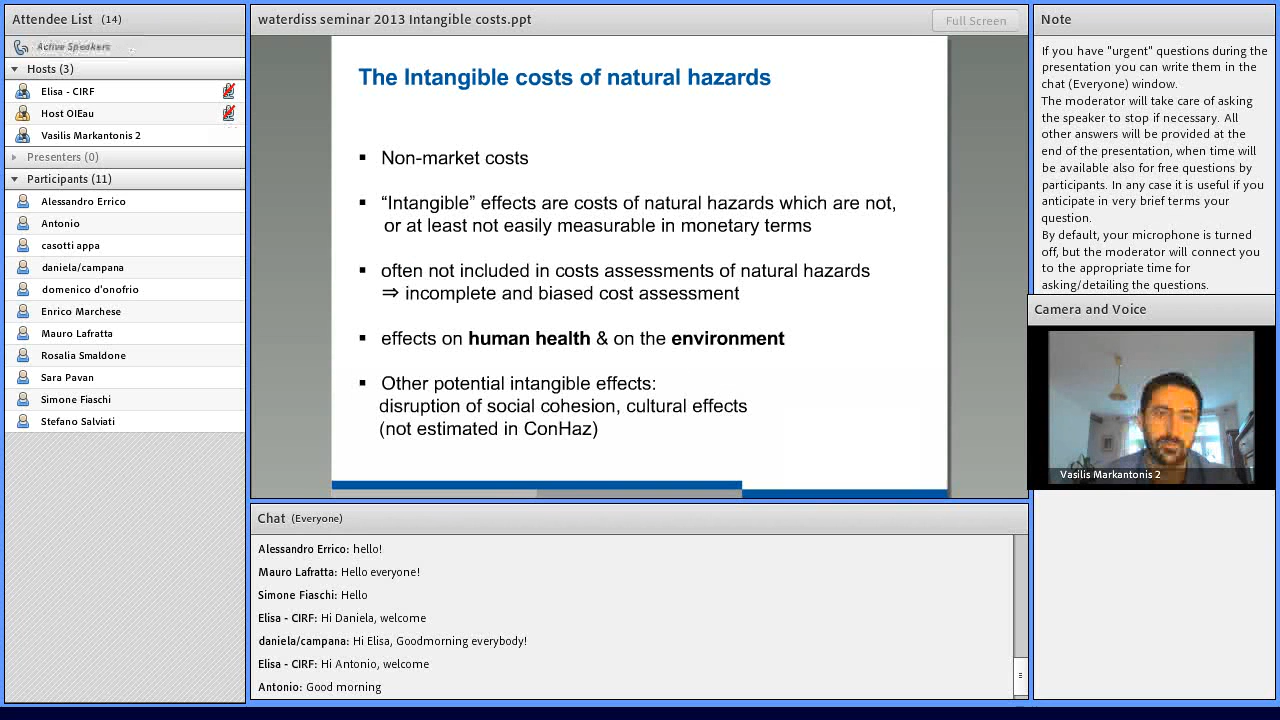 Attendee List (14)
Active Speakers
Hosts (3)
Elisa - CIRF
Host OIEau
Vasilis Markantonis 2
Presenters (0)
Participants (11)
Alessandro Errico
Antonio
casotti appa
daniela/campana
domenico d'onofrio
Enrico Marchese
Mauro Lafratta
Rosalia Smaldone
Sara Pavan
Simone Fiaschi
Stefano Salviati
waterdiss seminar 2013 Intangible costs.ppt
Full Screen
The Intangible costs of natural hazards
▪ Non-market costs
▪ “Intangible” effects are costs of natural hazards which are not,
or at least not easily measurable in monetary terms
▪ often not included in costs assessments of natural hazards
⇒ incomplete and biased cost assessment
▪ effects on human health & on the environment
▪ Other potential intangible effects:
disruption of social cohesion, cultural effects
(not estimated in ConHaz)
Chat (Everyone)
Alessandro Errico: hello!
Mauro Lafratta: Hello everyone!
Simone Fiaschi: Hello
Elisa - CIRF: Hi Daniela, welcome
daniela/campana: Hi Elisa, Goodmorning everybody!
Elisa - CIRF: Hi Antonio, welcome
Antonio: Good morning
Note
If you have "urgent" questions during the
presentation you can write them in the
chat (Everyone) window.
The moderator will take care of asking
the speaker to stop if necessary. All
other answers will be provided at the
end of the presentation, when time will
be available also for free questions by
participants. In any case it is useful if you
anticipate in very brief terms your
question.
By default, your microphone is turned
off, but the moderator will connect you
to the appropriate time for
asking/detailing the questions.
Camera and Voice
Vasilis Markantonis 2